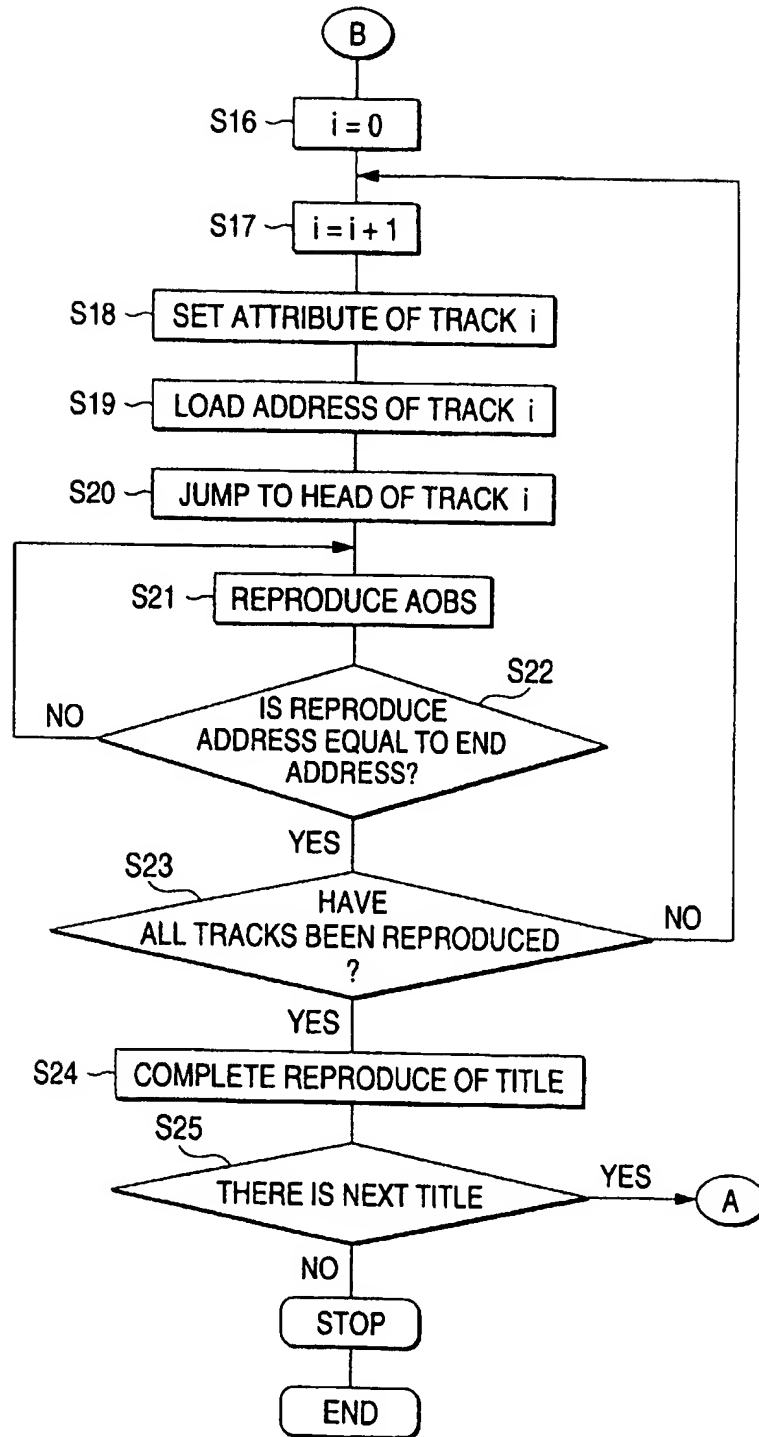 B
S16
i = 0
S17
i = i + 1
S18
SET ATTRIBUTE OF TRACK i
S19
LOAD ADDRESS OF TRACK i
S20
JUMP TO HEAD OF TRACK i
S21
REPRODUCE AOBS
S22
NO
IS REPRODUCE
ADDRESS EQUAL TO END
ADDRESS?
YES
S23
HAVE
ALL TRACKS BEEN REPRODUCED
?
NO
YES
S24
COMPLETE REPRODUCE OF TITLE
S25
THERE IS NEXT TITLE
YES
A
NO
STOP
END